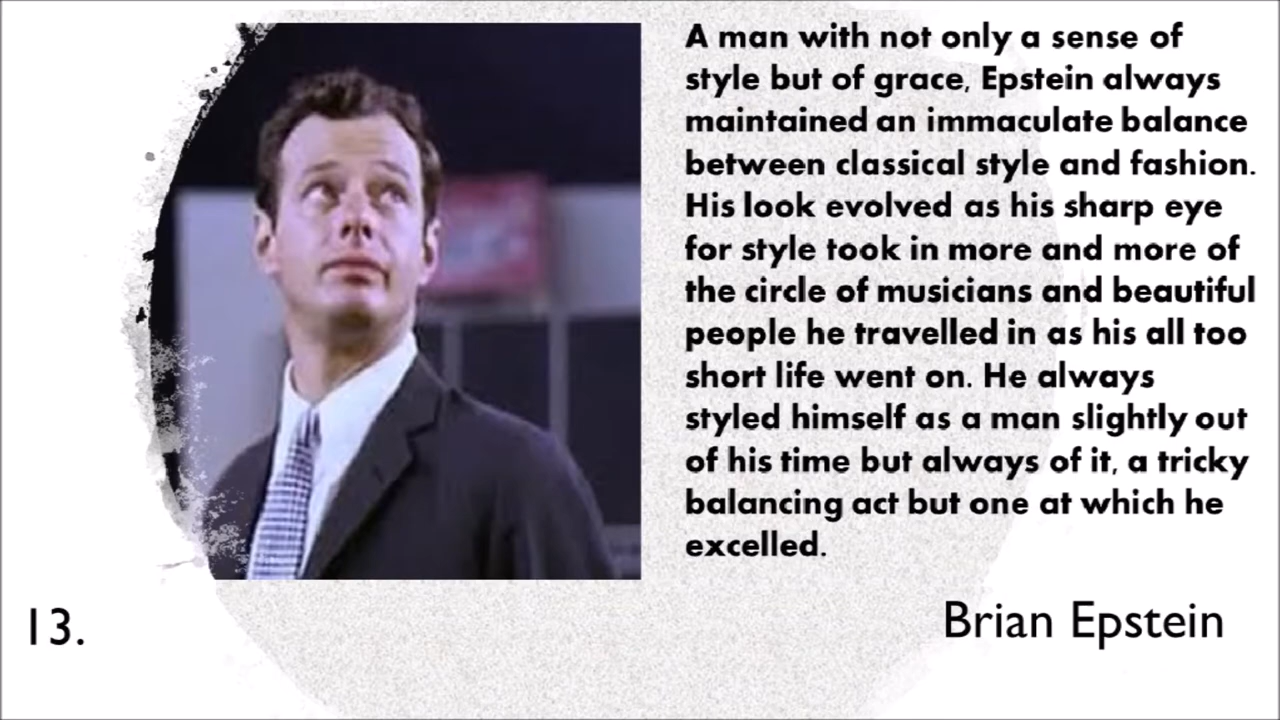 A man with not only a sense of
style but of grace, Epstein always
maintained an immaculate balance
between classical style and fashion.
His look evolved as his sharp eye
for style took in more and more of
the circle of musicians and beautiful
people he travelled in as his all too
short life went on. He always
styled himself as a man slightly out
of his time but always of it, a tricky
balancing act but one at which he
excelled.
13.
Brian Epstein